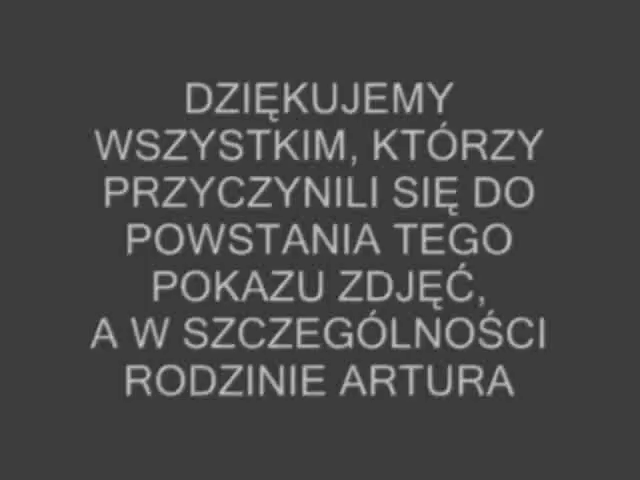 DZIĘKUJEMY
WSZYSTKIM, KTÓRZY
PRZYCZYNILI SIĘ DO
POWSTANIA TEGO
POKAZU ZDJĘĆ,
A W SZCZEGÓLNOŚCI
RODZINIE ARTURA